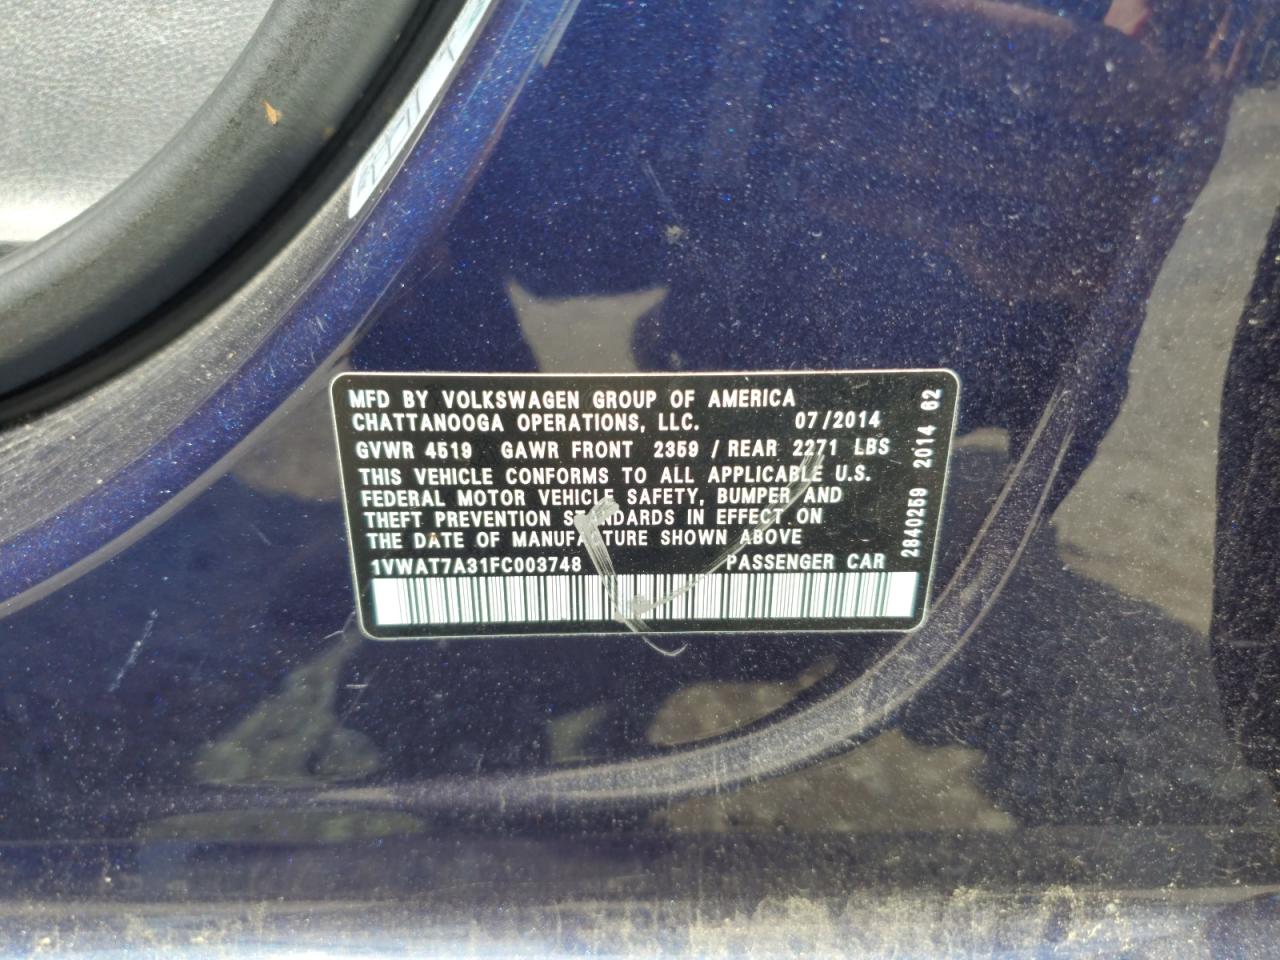 MFD BY VOLKSWAGEN GROUP OF AMERICA
CHATTANOOGA OPERATIONS, LLC. 07/2014
GVWR 4519 GAWR FRONT 2359 / REAR 2271 LBS
THIS VEHICLE CONFORMS TO ALL APPLICABLE U.S.
FEDERAL MOTOR VEHICLE SAFETY, BUMPER AND
THEFT PREVENTION STANDARDS IN EFFECT ON
THE DATE OF MANUFACTURE SHOWN ABOVE
1VWAT7A31FC003748 PASSENGER CAR
2840259 2014 62